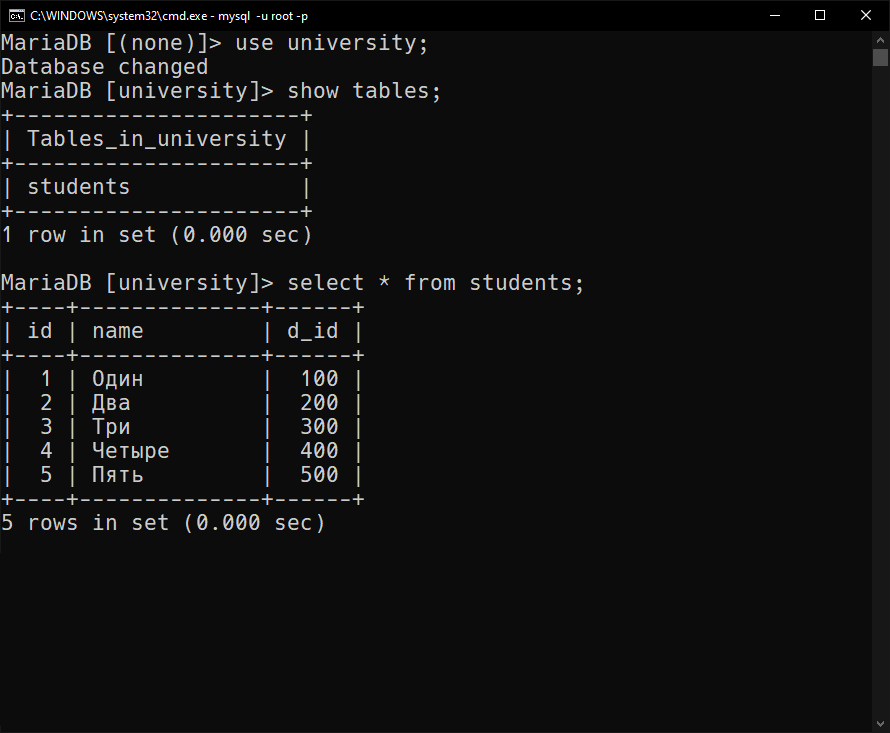 C:\WINDOWS\system32\cmd.exe - mysql  -u root -p
MariaDB [(none)]> use university;
Database changed
MariaDB [university]> show tables;
+----------------------+
| Tables_in_university |
+----------------------+
| students             |
+----------------------+
1 row in set (0.000 sec)
MariaDB [university]> select * from students;
+----+--------------+------+
| id | name         | d_id |
+----+--------------+------+
|  1 | Один         |  100 |
|  2 | Два          |  200 |
|  3 | Три          |  300 |
|  4 | Четыре       |  400 |
|  5 | Пять         |  500 |
+----+--------------+------+
5 rows in set (0.000 sec)